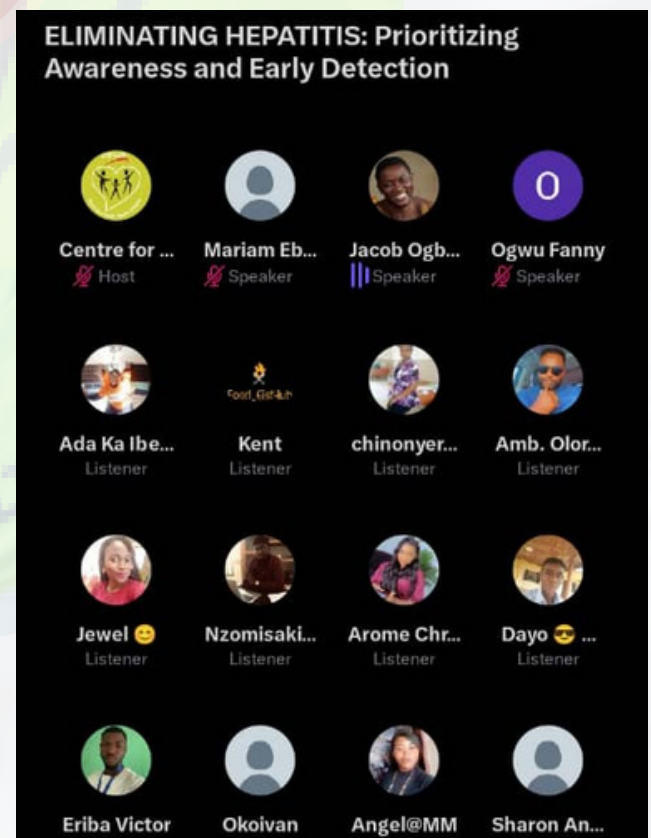 ELIMINATING HEPATITIS: Prioritizing
Awareness and Early Detection
O
Centre for ... Mariam Eb... Jacob Ogb... Ogwu Fanny
Host Speaker Speaker Speaker
Ada Ka Ibe... Kent chinonyer... Amb. Olor...
Listener Listener Listener Listener
Jewel 😊 Nzomisaki... Arome Chr... Dayo 😎 ...
Listener Listener Listener Listener
Eriba Victor Okoivan Angel@MM Sharon An...